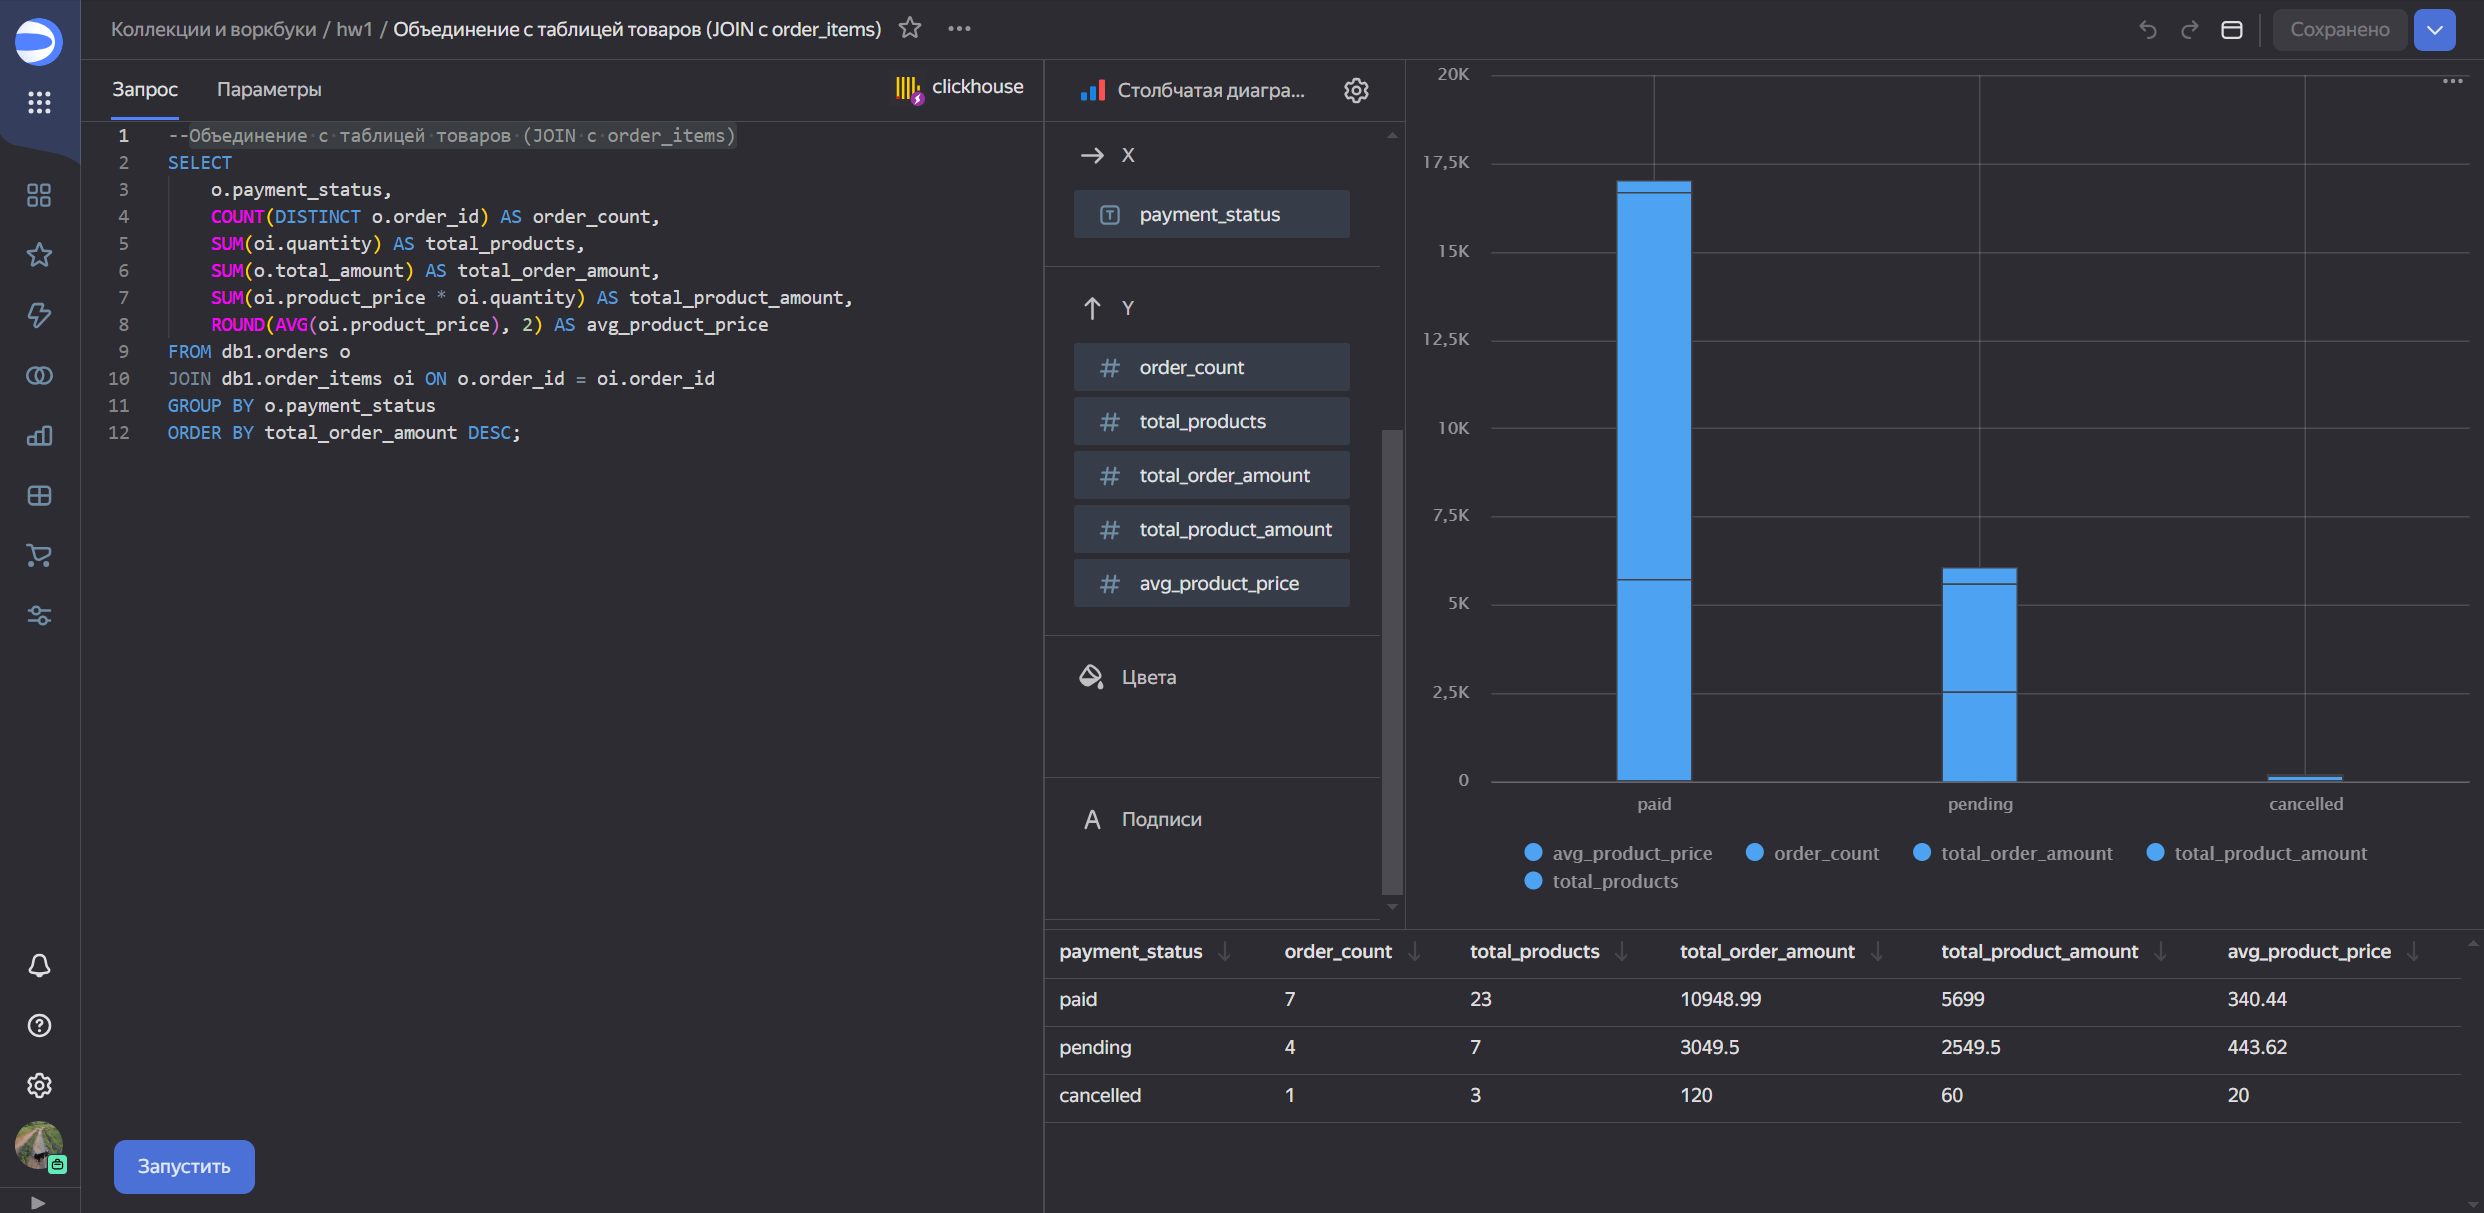 Коллекции и воркбуки / hw1 / Объединение с таблицей товаров (JOIN с order_items)
Сохранено
Запрос
Параметры
clickhouse
1 --Объединение с таблицей товаров (JOIN с order_items)
2 SELECT
3 o.payment_status,
4 COUNT(DISTINCT o.order_id) AS order_count,
5 SUM(oi.quantity) AS total_products,
6 SUM(o.total_amount) AS total_order_amount,
7 SUM(oi.product_price * oi.quantity) AS total_product_amount,
8 ROUND(AVG(oi.product_price), 2) AS avg_product_price
9 FROM db1.orders o
10 JOIN db1.order_items oi ON o.order_id = oi.order_id
11 GROUP BY o.payment_status
12 ORDER BY total_order_amount DESC;
Запустить
Столбчатая диагра...
X
payment_status
Y
order_count
total_products
total_order_amount
total_product_amount
avg_product_price
Цвета
Подписи
20K
17,5K
15K
12,5K
10K
7,5K
5K
2,5K
0
paid pending cancelled
avg_product_price order_count total_order_amount total_product_amount
total_products
payment_status order_count total_products total_order_amount total_product_amount avg_product_price
paid 7 23 10948.99 5699 340.44
pending 4 7 3049.5 2549.5 443.62
cancelled 1 3 120 60 20